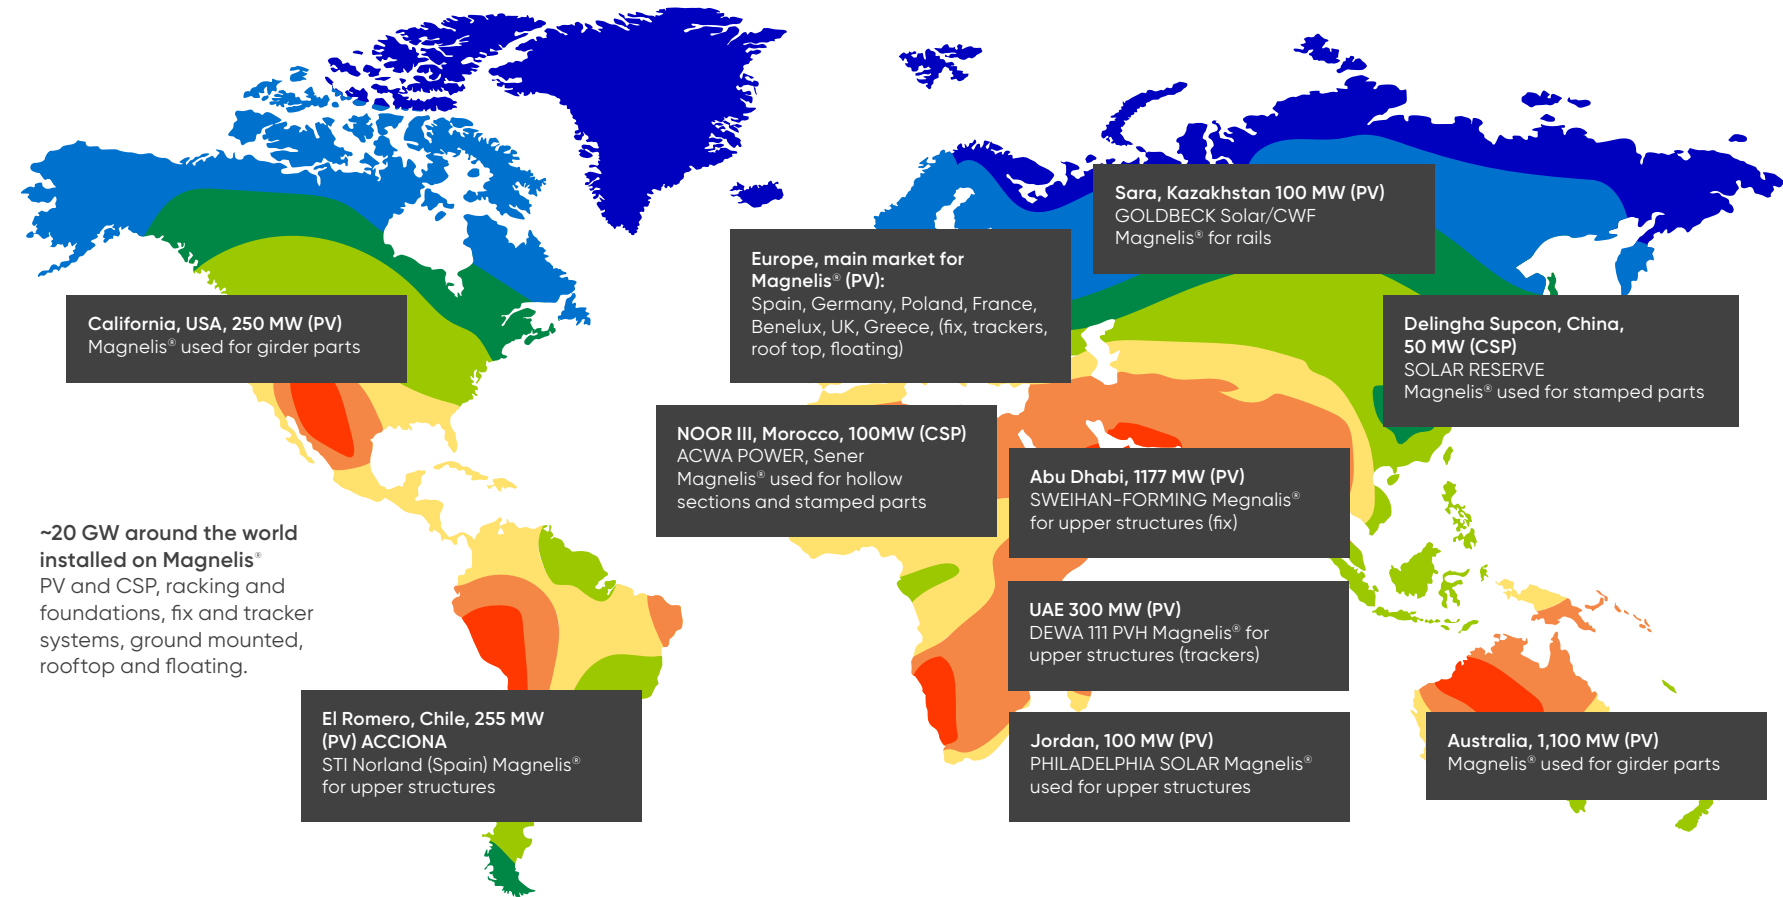 Sara, Kazakhstan 100 MW (PV)
GOLDBECK Solar/CWF
Magnelis® for rails
Europe, main market for
Magnelis® (PV):
Spain, Germany, Poland, France,
Benelux, UK, Greece, (fix, trackers,
roof top, floating)
California, USA, 250 MW (PV)
Magnelis® used for girder parts
Delingha Supcon, China,
50 MW (CSP)
SOLAR RESERVE
Magnelis® used for stamped parts
NOOR III, Morocco, 100MW (CSP)
ACWA POWER, Sener
Magnelis® used for hollow
sections and stamped parts
Abu Dhabi, 1177 MW (PV)
SWEIHAN-FORMING Megnalis®
for upper structures (fix)
~20 GW around the world
installed on Magnelis®
PV and CSP, racking and
foundations, fix and tracker
systems, ground mounted,
rooftop and floating.
UAE 300 MW (PV)
DEWA 111 PVH Magnelis® for
upper structures (trackers)
El Romero, Chile, 255 MW
(PV) ACCIONA
STI Norland (Spain) Magnelis®
for upper structures
Jordan, 100 MW (PV)
PHILADELPHIA SOLAR Magnelis®
used for upper structures
Australia, 1,100 MW (PV)
Magnelis® used for girder parts